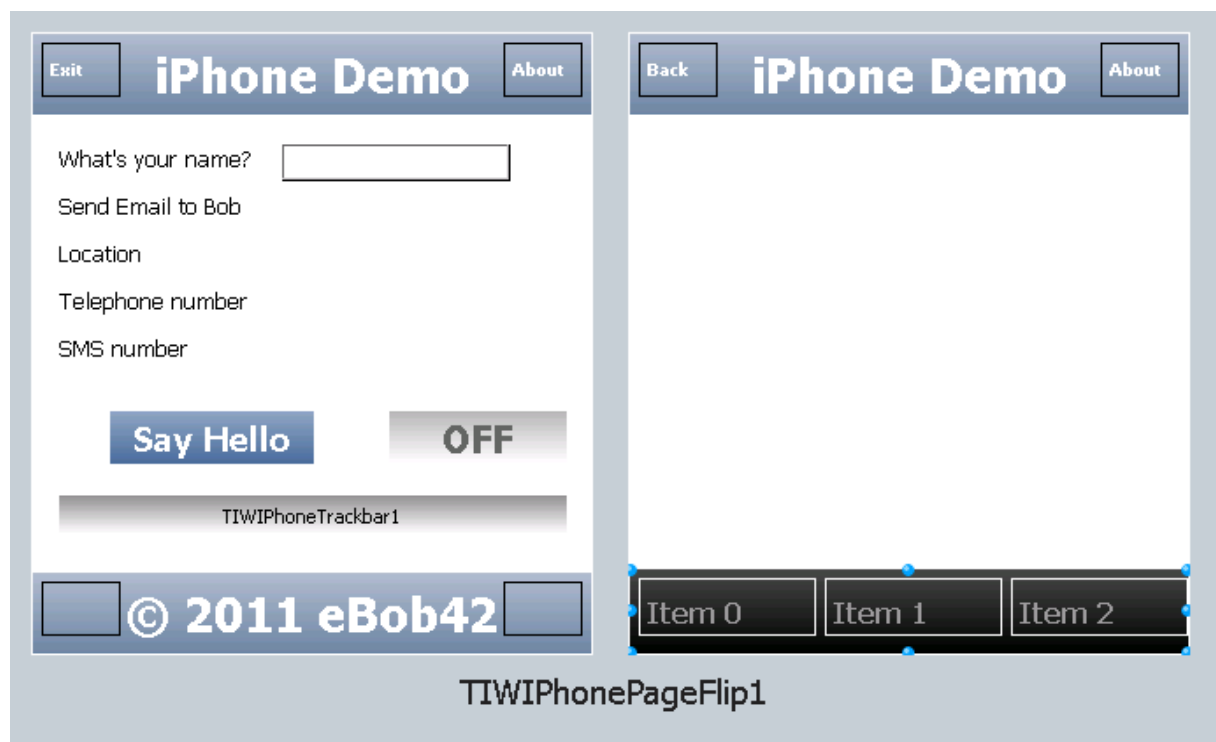 Exit iPhone Demo About
What's your name?
Send Email to Bob
Location
Telephone number
SMS number
Say Hello OFF
TIWIPhoneTrackbar1
© 2011 eBob42
Back iPhone Demo About
Item 0 Item 1 Item 2
TIWIPhonePageFlip1